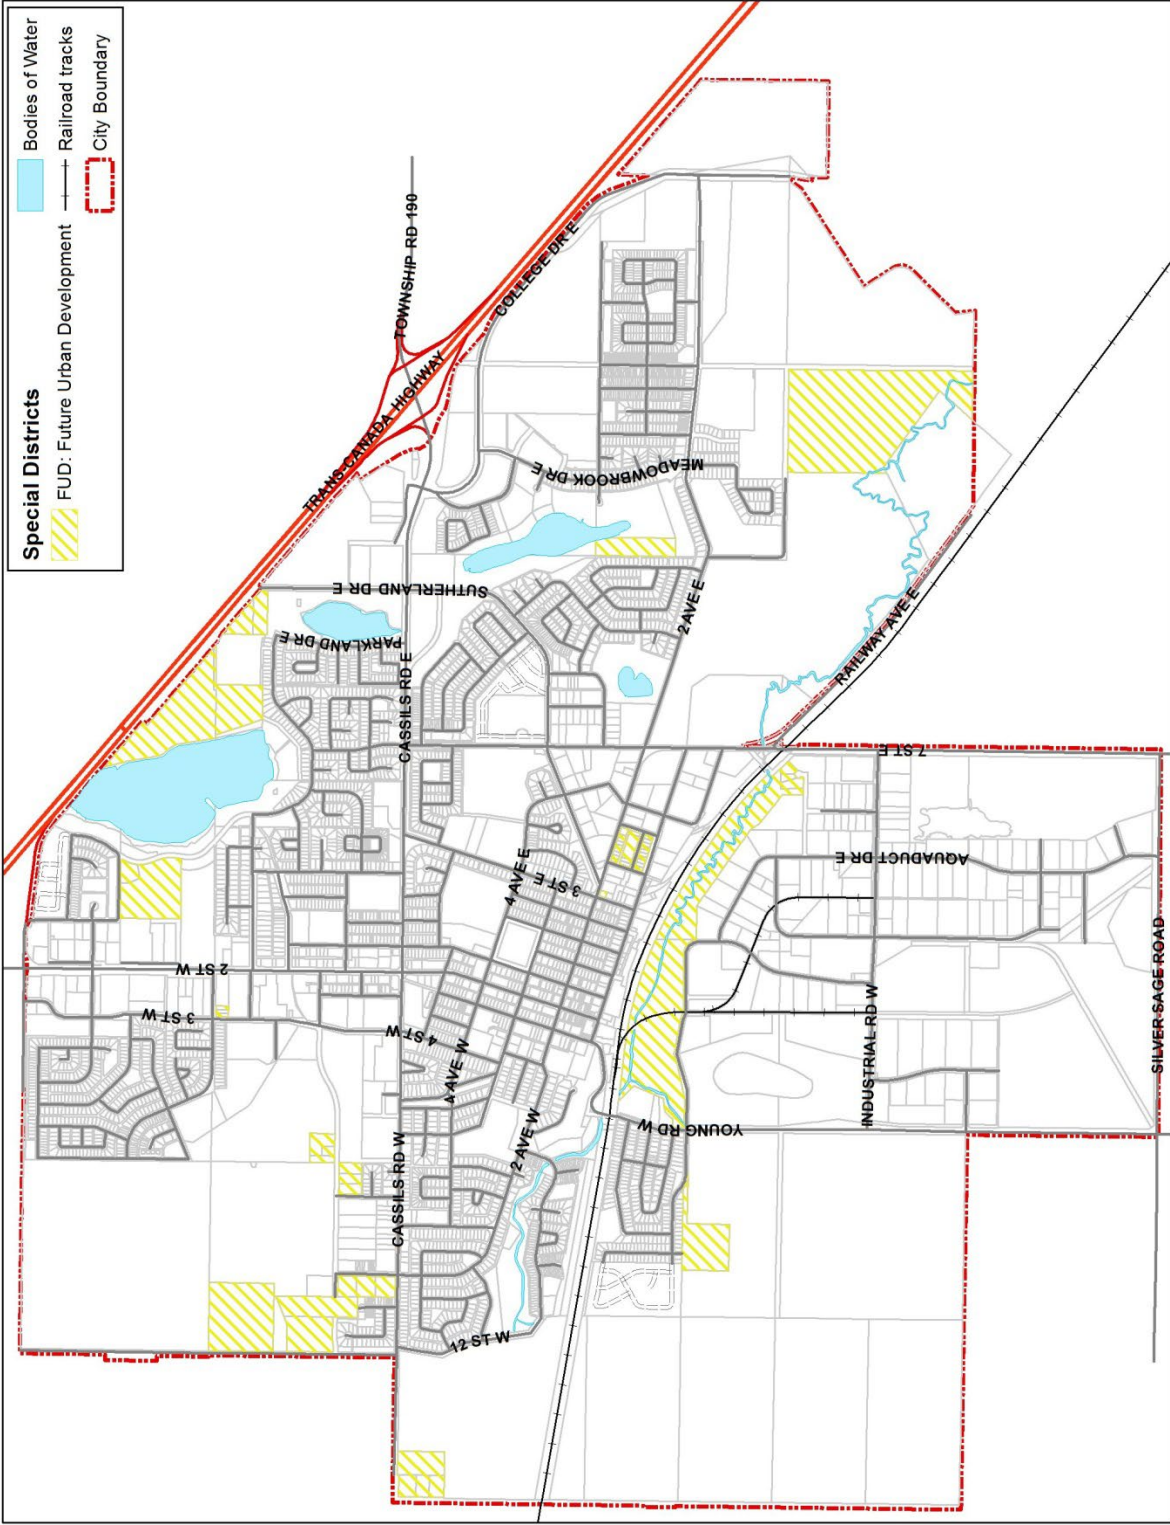 Special Districts
FUD: Future Urban Development
Bodies of Water
Railroad tracks
City Boundary
TRANS-CANADA HIGHWAY
TOWNSHIP RD 190
COLLEGE DR E
SUTHERLAND DR E
PARKLAND DR E
CASSILS RD E
MEADOWBROOK DR E
2 AVE E
RAILWAY AVE E
7 ST E
4 AVE E
3 ST E
2 ST W
3 ST W
4 ST W
4 AVE W
2 AVE W
CASSILS RD W
12 ST W
YOUNG RD W
AQUADUCT DR E
INDUSTRIAL RD W
SILVER SAGE ROAD